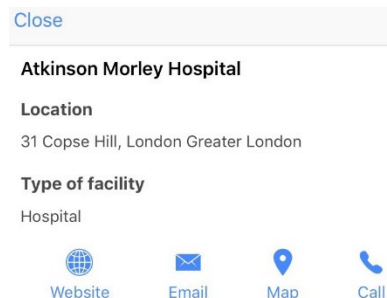 Close
Atkinson Morley Hospital
Location
31 Copse Hill, London Greater London
Type of facility
Hospital
Website Email Map Call